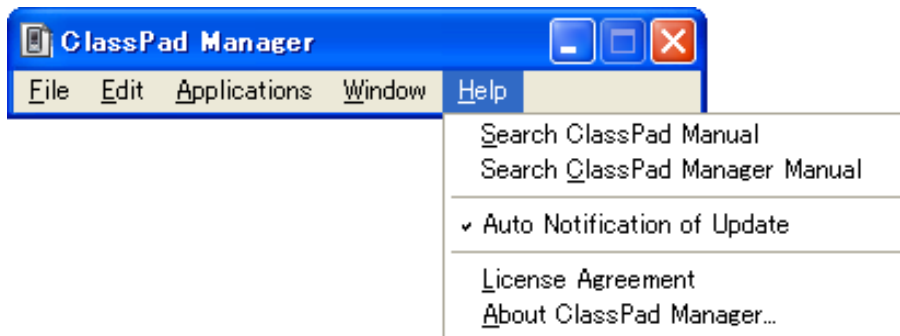 ClassPad Manager
File Edit Applications Window Help
Search ClassPad Manual
Search ClassPad Manager Manual
Auto Notification of Update
License Agreement
About ClassPad Manager...